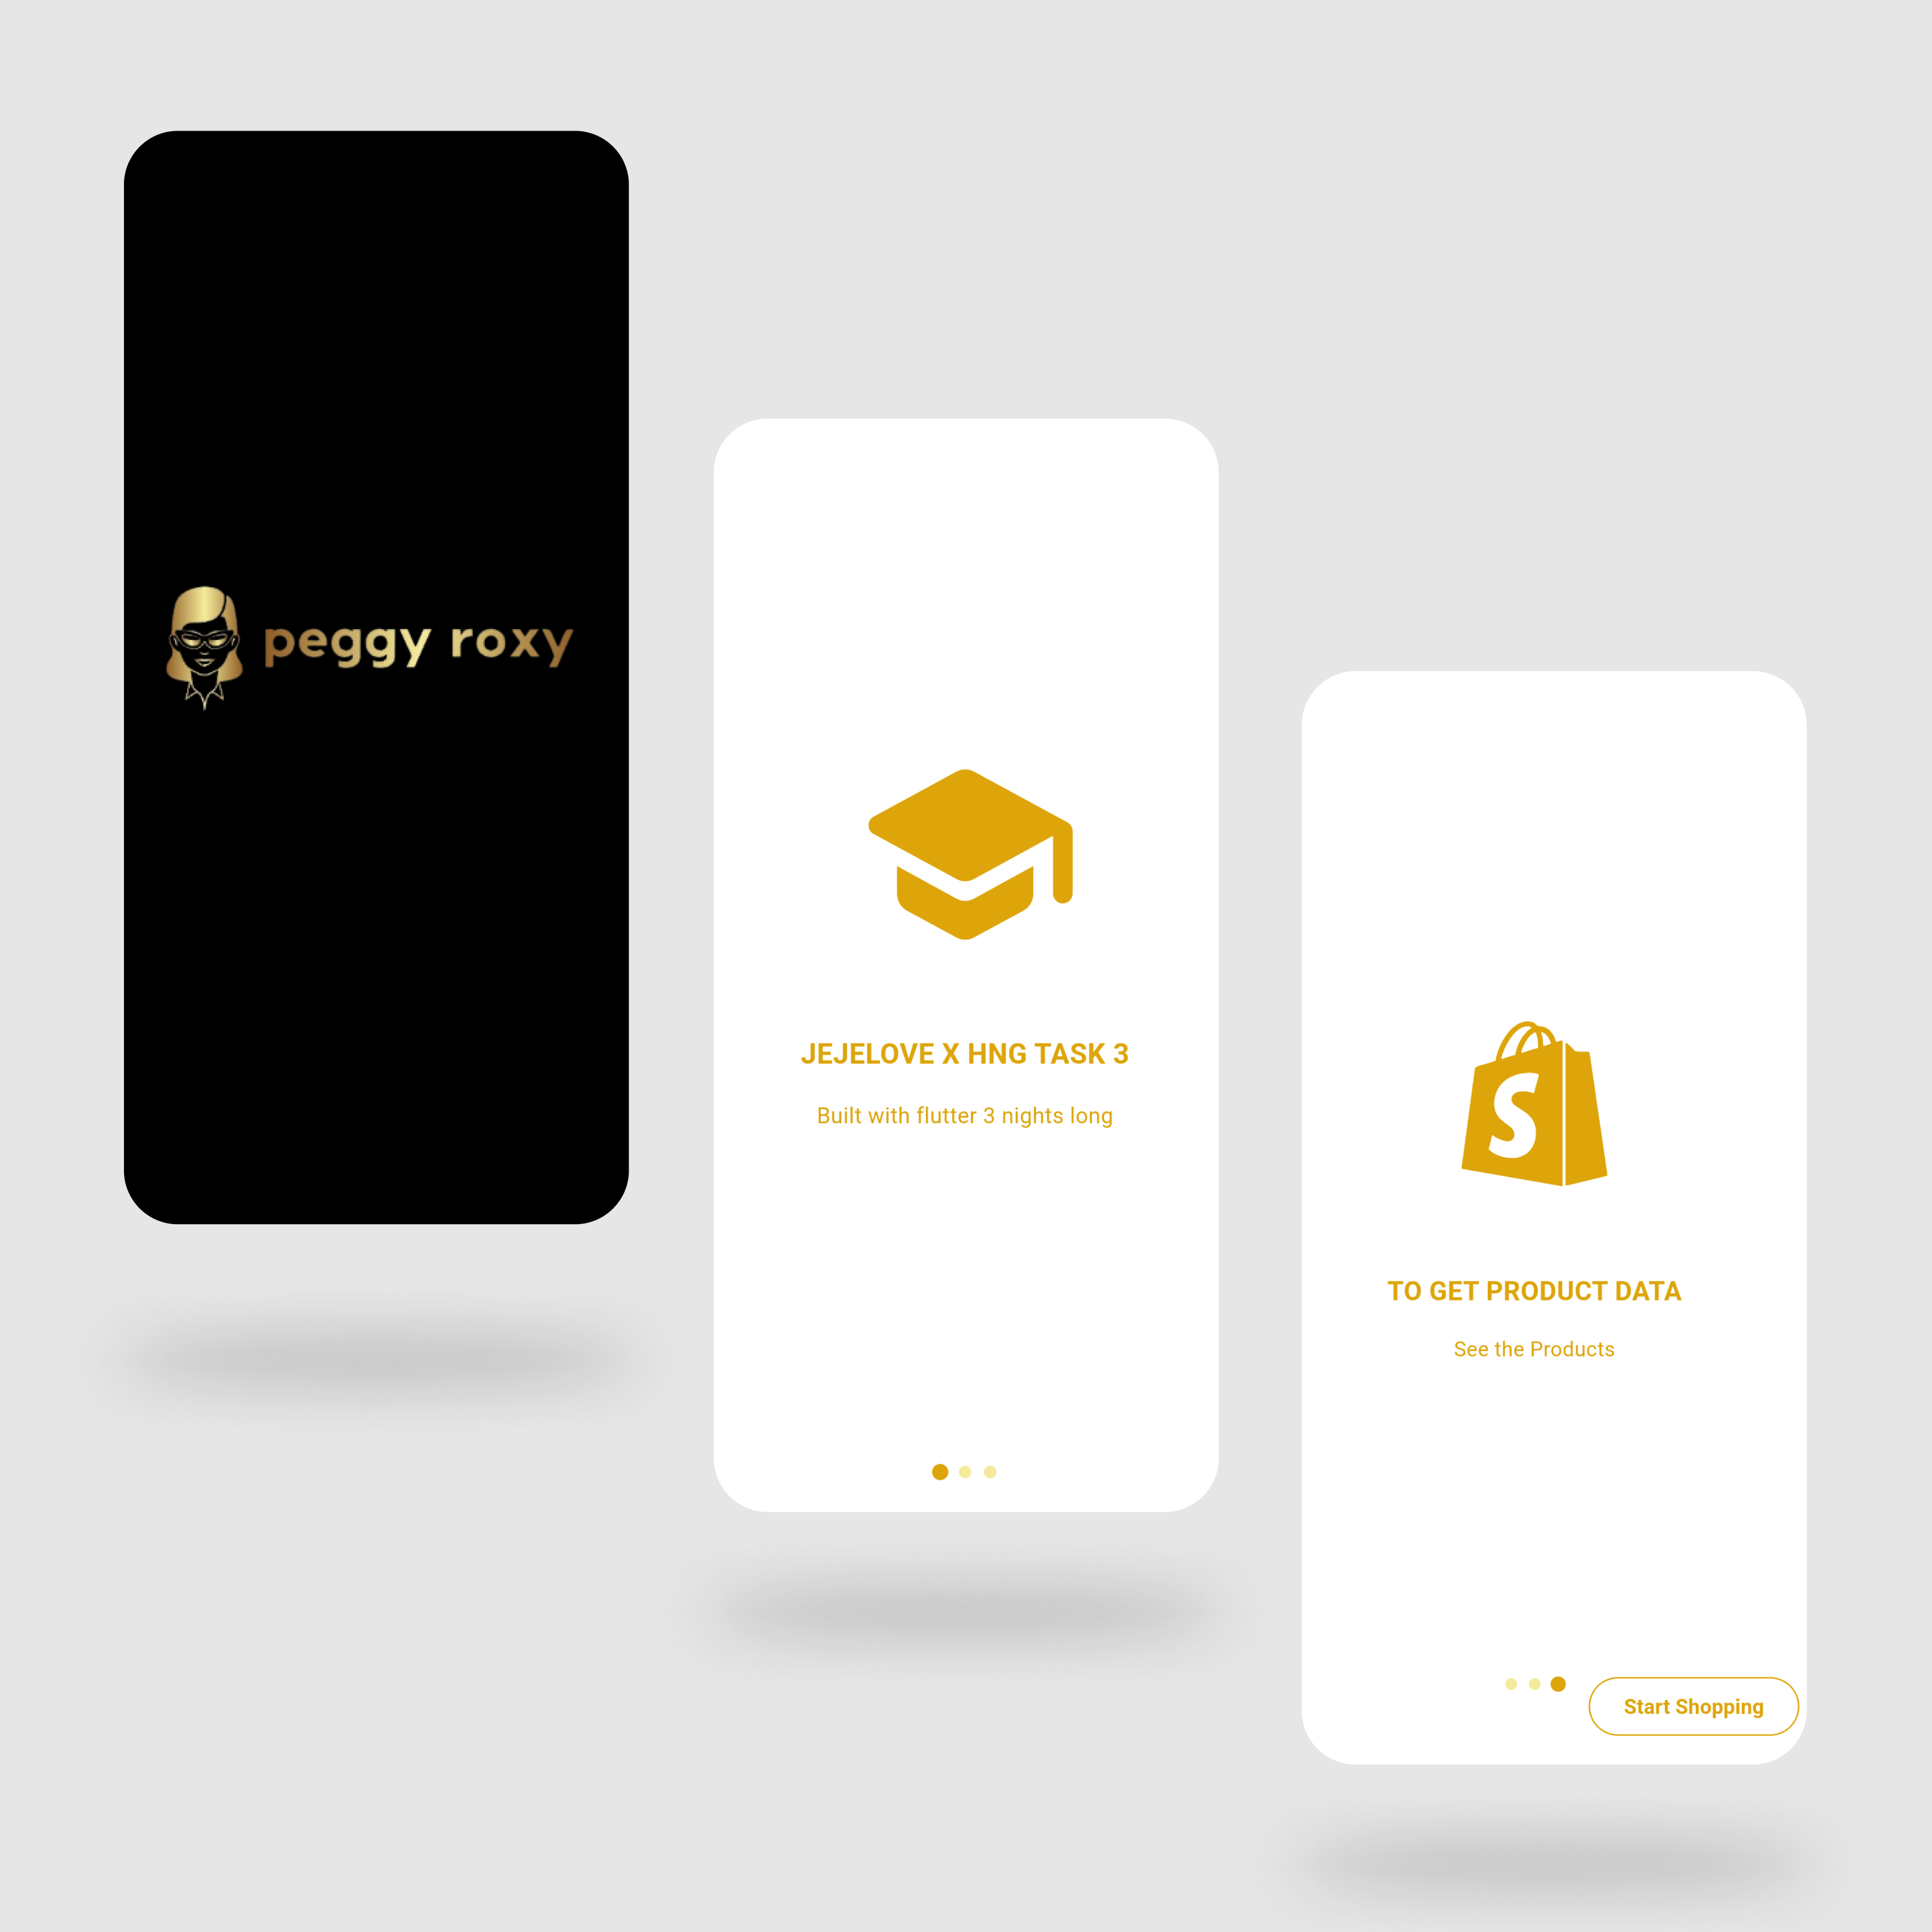 peggy roxy
JEJELOVE X HNG TASK 3
Built with flutter 3 nights long
S
TO GET PRODUCT DATA
See the Products
Start Shopping